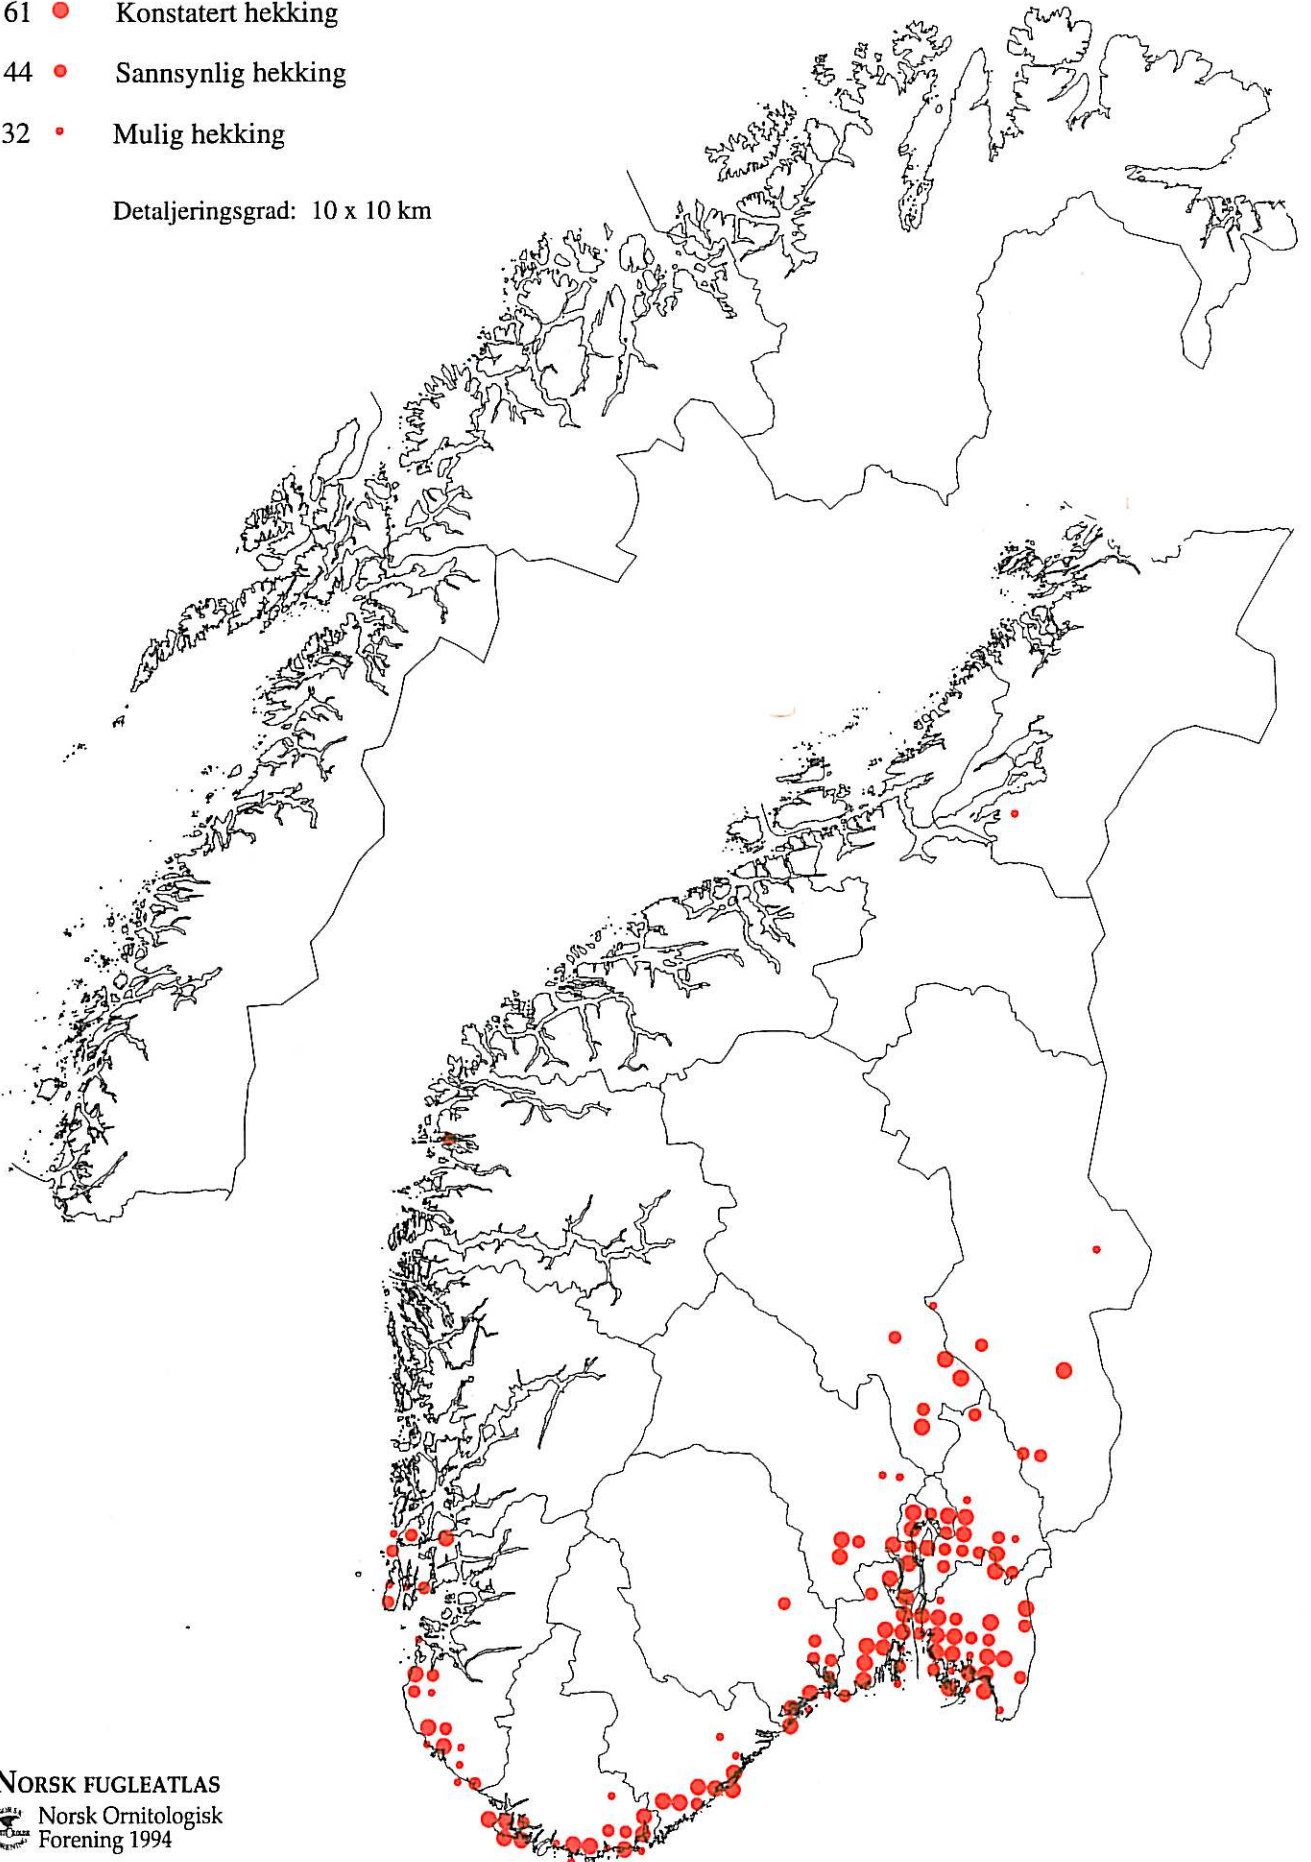 61 Konstatert hekking
44 Sannsynlig hekking
32 Mulig hekking
Detaljeringsgrad: 10 x 10 km
NORSK FUGLEATLAS
Norsk Ornitologisk
Forening 1994